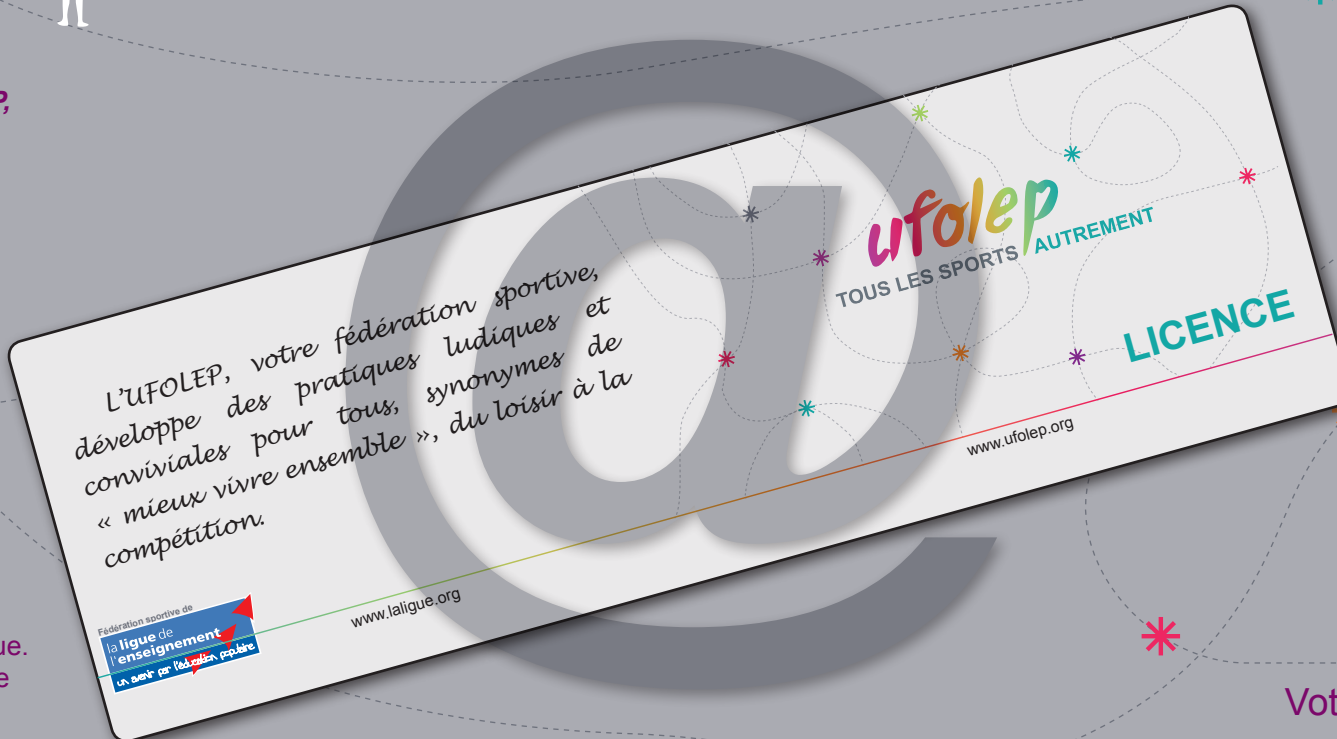 P,
L'UFOLEP, votre fédération sportive,
développe des pratiques ludiques et
conviviales pour tous, synonymes de
« mieux vivre ensemble », du loisir à la
compétition.
Fédération sportive de
la ligue de
l'enseignement
un avenir par l'éducation populaire
www.laligue.org
@
ufolep
TOUS LES SPORTS AUTREMENT
LICENCE
www.ufolep.org
ue.
e
Vot